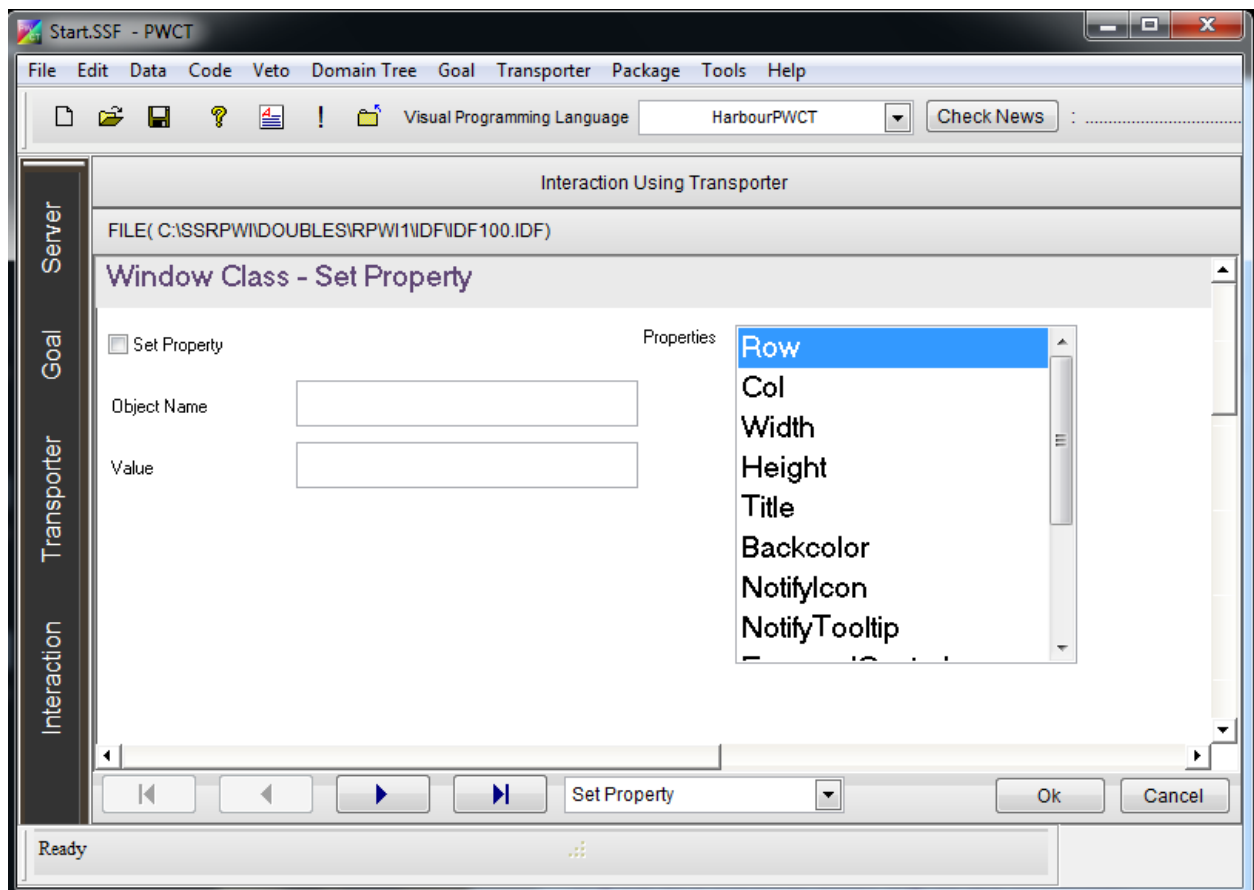 Start.SSF - PWCT
File Edit Data Code Veto Domain Tree Goal Transporter Package Tools Help
Visual Programming Language HarbourPWCT Check News : ................................
Interaction Using Transporter
FILE( C:\SSRPWI\DOUBLES\RPWI1\IDF\IDF100.IDF)
Server
Goal
Transporter
Interaction
Window Class - Set Property
Set Property
Object Name
Value
Properties
Row
Col
Width
Height
Title
Backcolor
NotifyIcon
NotifyTooltip
Set Property
Ok Cancel
Ready